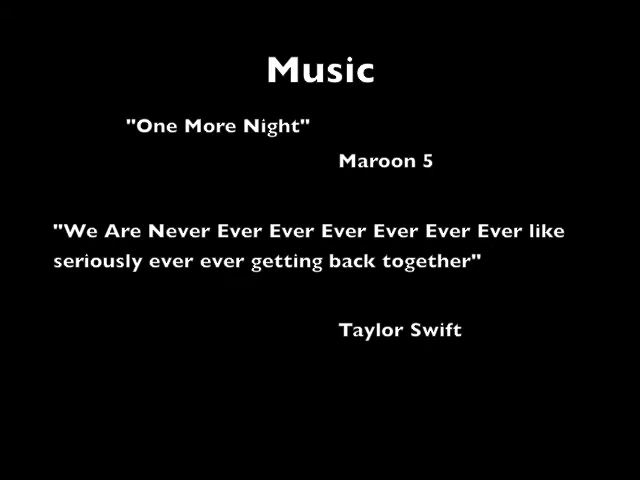 Music
"One More Night"
Maroon 5
"We Are Never Ever Ever Ever Ever Ever Ever like
seriously ever ever getting back together"
Taylor Swift